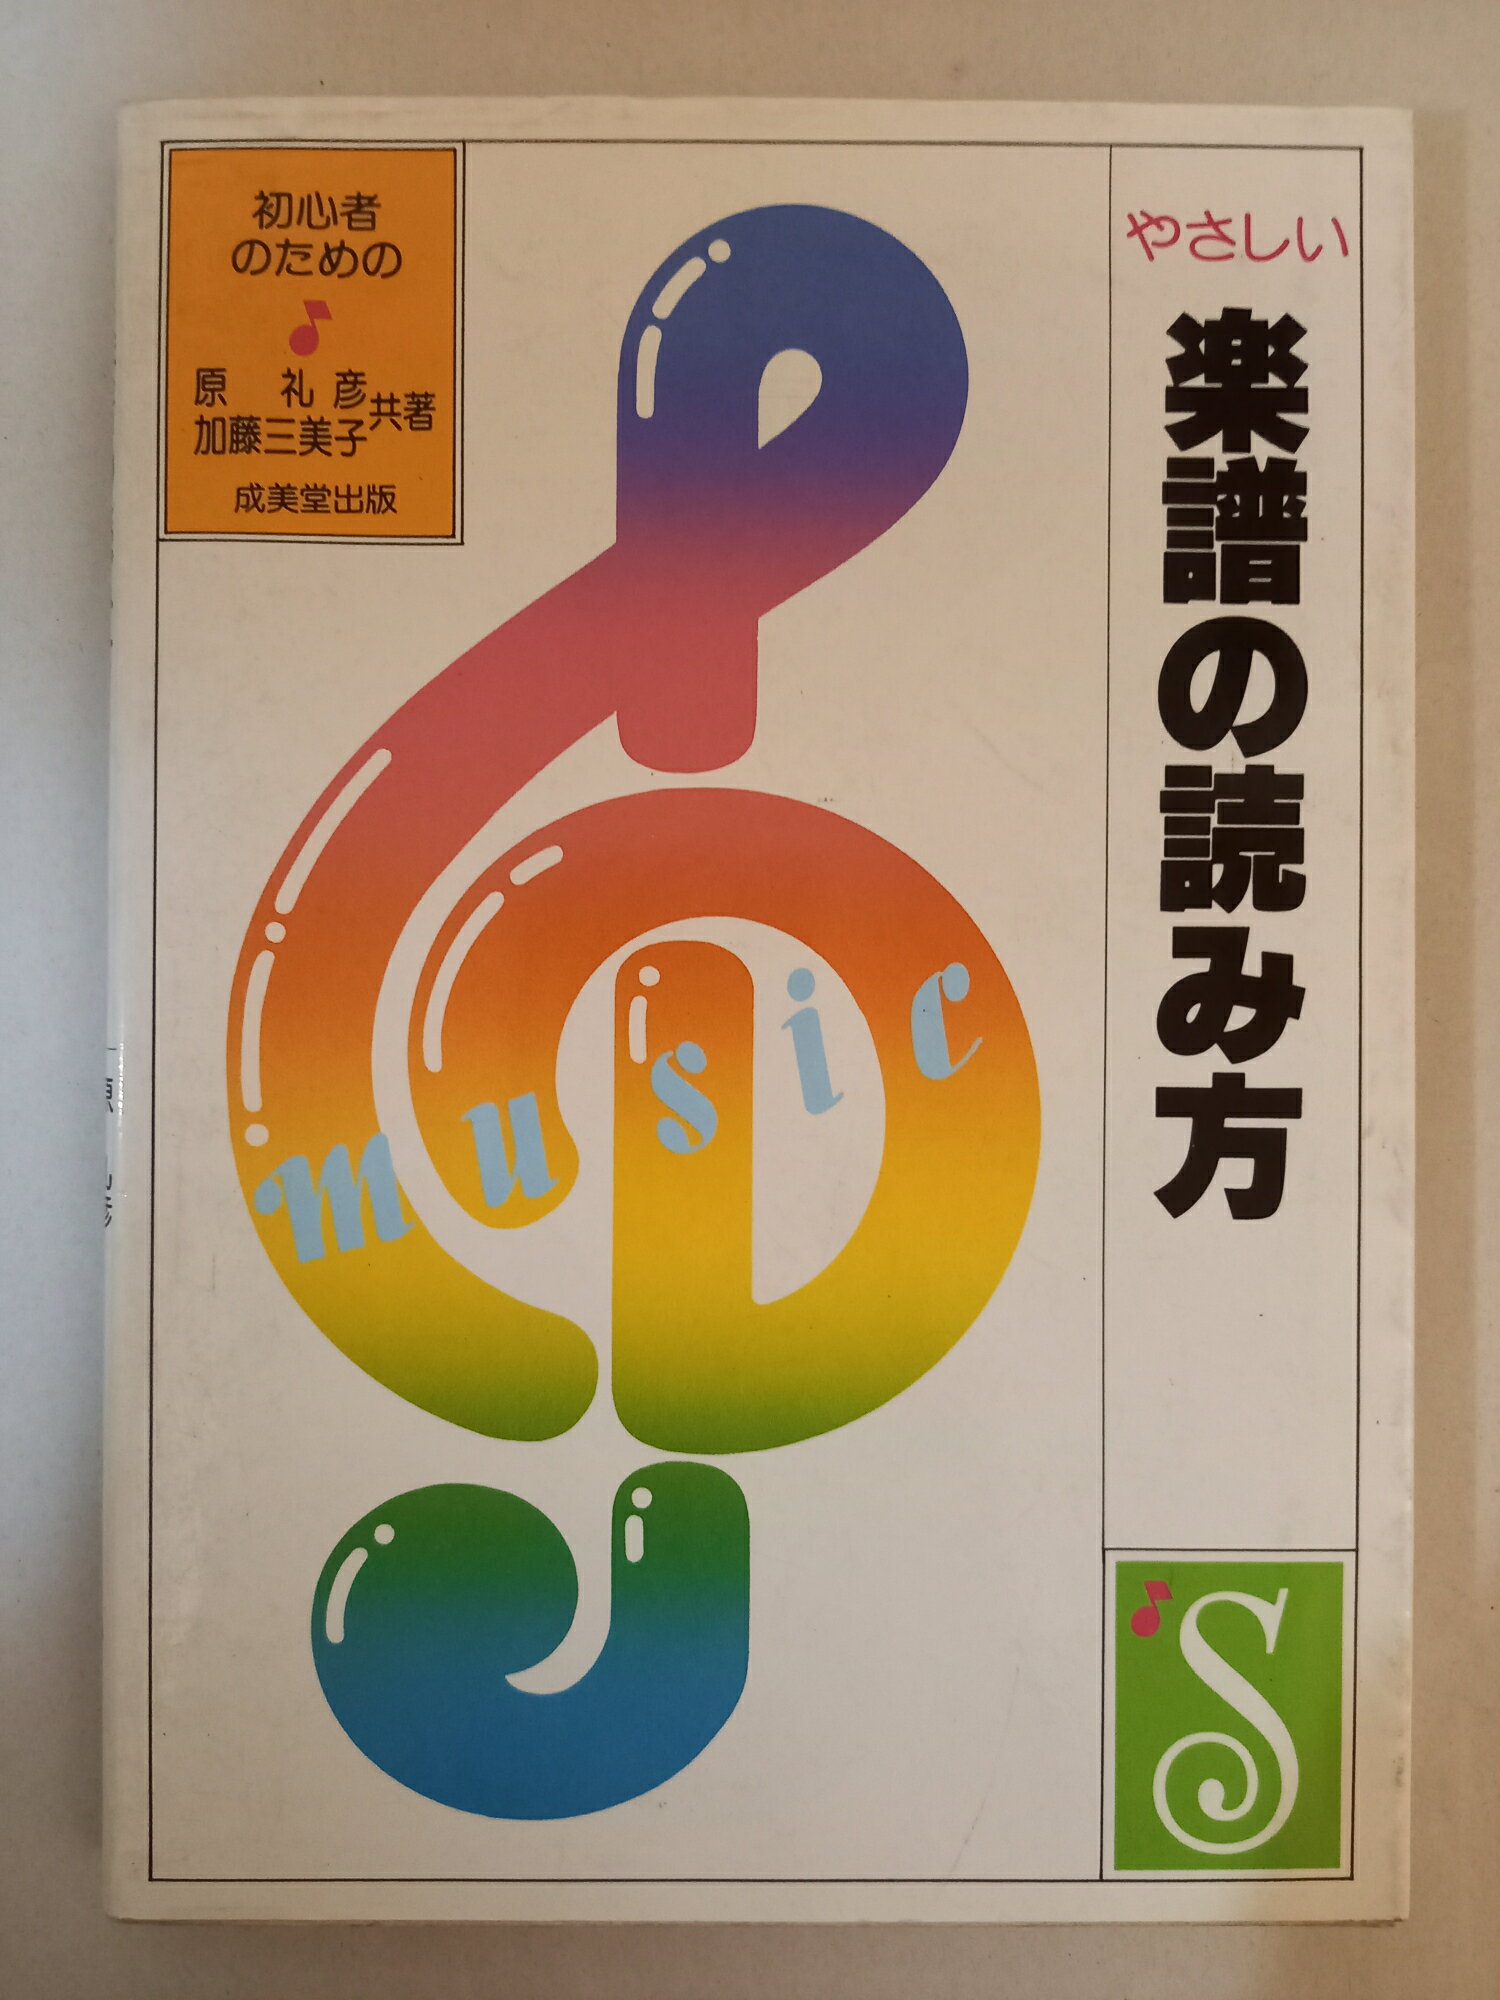 初心者
のための
原 礼彦
加藤三美子
共著
成美堂出版
やさしい
楽譜の読み方
music
S